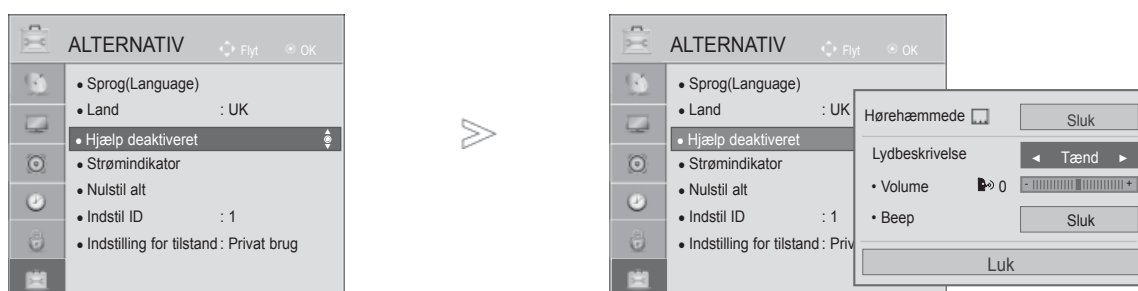 ALTERNATIV Flyt OK
• Sprog(Language)
• Land : UK
• Hjælp deaktiveret
• Strømindikator
• Nulstil alt
• Indstil ID : 1
• Indstilling for tilstand : Privat brug
ALTERNATIV Flyt OK
• Sprog(Language)
• Land : UK
• Hjælp deaktiveret
• Strømindikator
• Nulstil alt
• Indstil ID : 1
• Indstilling for tilstand : Priv
Hørehæmmede Sluk
Lydbeskrivelse ◄ Tænd ►
• Volume 0 - +
• Beep Sluk
Luk